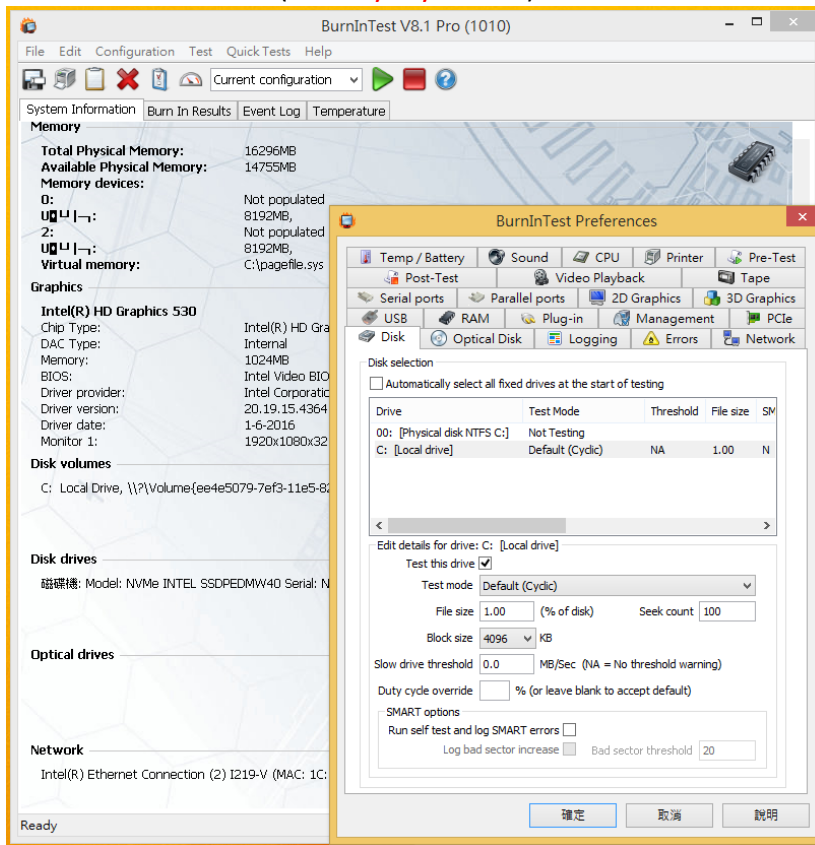 BurnInTest V8.1 Pro (1010)
File Edit Configuration Test Quick Tests Help
Current configuration
System Information Burn In Results Event Log Temperature
Memory
Total Physical Memory: 16296MB
Available Physical Memory: 14755MB
Memory devices:
0: Not populated
8192MB,
2: Not populated
8192MB,
Virtual memory: C:\pagefile.sys
Graphics
Intel(R) HD Graphics 530
Chip Type: Intel(R) HD Gra
DAC Type: Internal
Memory: 1024MB
BIOS: Intel Video BIO
Driver provider: Intel Corporatio
Driver version: 20.19.15.4364
Driver date: 1-6-2016
Monitor 1: 1920x1080x32
Disk volumes
C: Local Drive, \\?\Volume{ee4e5079-7ef3-11e5-82
Disk drives
磁碟機: Model: NVMe INTEL SSDPEDMW40 Serial: N
Optical drives
Network
Intel(R) Ethernet Connection (2) I219-V (MAC: 1C:
Ready
BurnInTest Preferences
Temp / Battery Sound CPU Printer Pre-Test
Post-Test Video Playback Tape
Serial ports Parallel ports 2D Graphics 3D Graphics
USB RAM Plug-in Management PCIe
Disk Optical Disk Logging Errors Network
Disk selection
Automatically select all fixed drives at the start of testing
Drive Test Mode Threshold File size SM
00: [Physical disk NTFS C:] Not Testing
C: [Local drive] Default (Cyclic) NA 1.00 N
Edit details for drive: C: [Local drive]
Test this drive
Test mode Default (Cyclic)
File size 1.00 (% of disk) Seek count 100
Block size 4096 KB
Slow drive threshold 0.0 MB/Sec (NA = No threshold warning)
Duty cycle override % (or leave blank to accept default)
SMART options
Run self test and log SMART errors
Log bad sector increase Bad sector threshold 20
確定 取消 說明